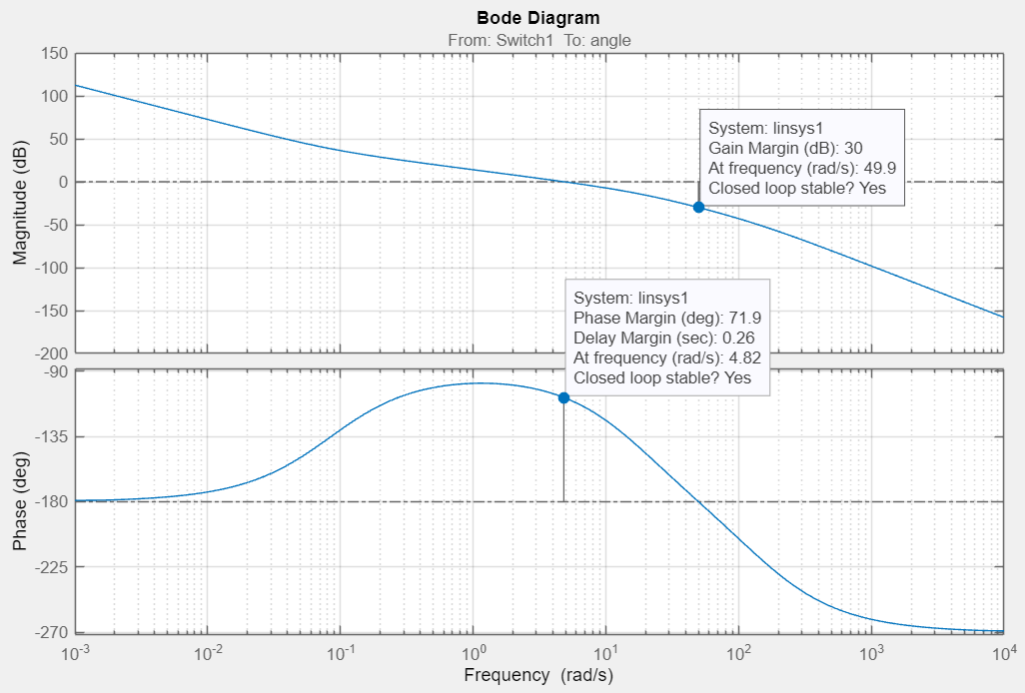 Bode Diagram
From: Switch1 To: angle
150
100
50
0
-50
-100
-150
-200
Magnitude (dB)
System: linsys1
Gain Margin (dB): 30
At frequency (rad/s): 49.9
Closed loop stable? Yes
System: linsys1
Phase Margin (deg): 71.9
Delay Margin (sec): 0.26
At frequency (rad/s): 4.82
Closed loop stable? Yes
-90
-135
-180
-225
-270
Phase (deg)
10⁻³ 10⁻² 10⁻¹ 10⁰ 10¹ 10² 10³ 10⁴
Frequency (rad/s)